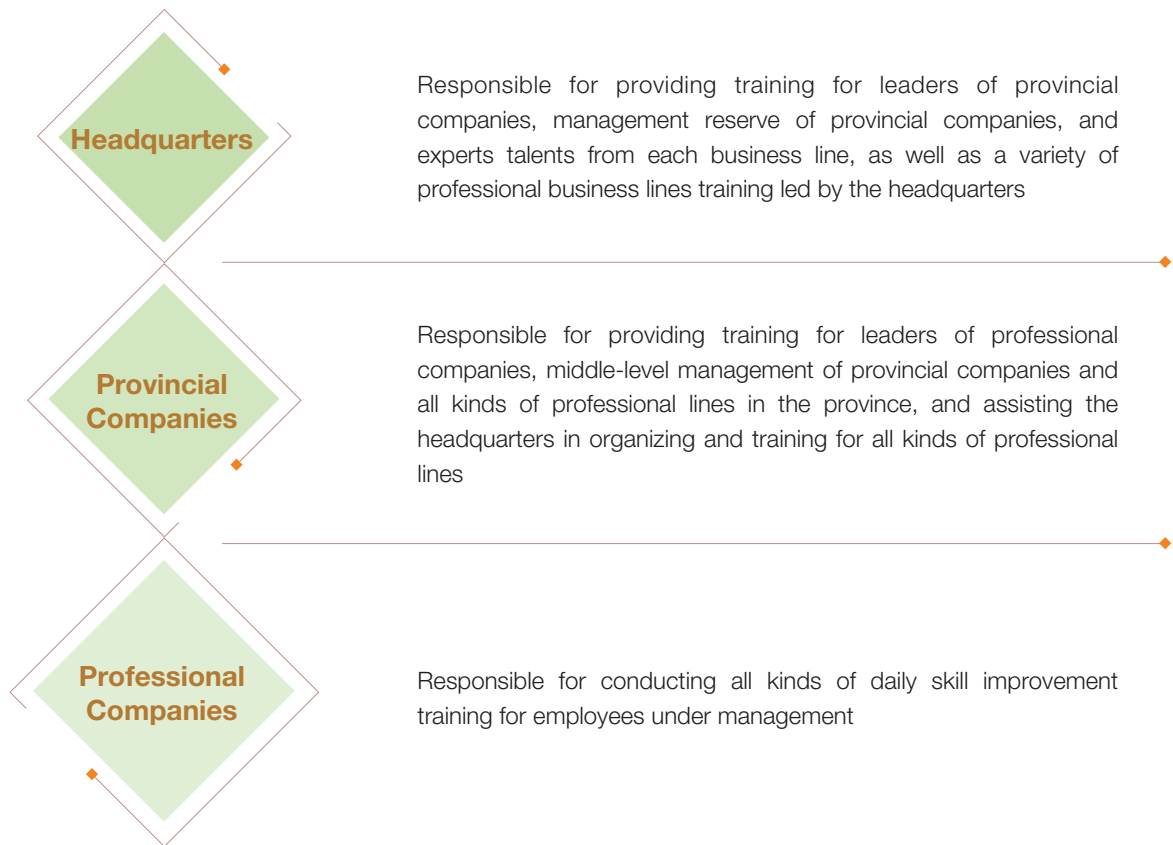 Headquarters
Responsible for providing training for leaders of provincial
companies, management reserve of provincial companies, and
experts talents from each business line, as well as a variety of
professional business lines training led by the headquarters
Provincial
Companies
Responsible for providing training for leaders of professional
companies, middle-level management of provincial companies and
all kinds of professional lines in the province, and assisting the
headquarters in organizing and training for all kinds of professional
lines
Professional
Companies
Responsible for conducting all kinds of daily skill improvement
training for employees under management